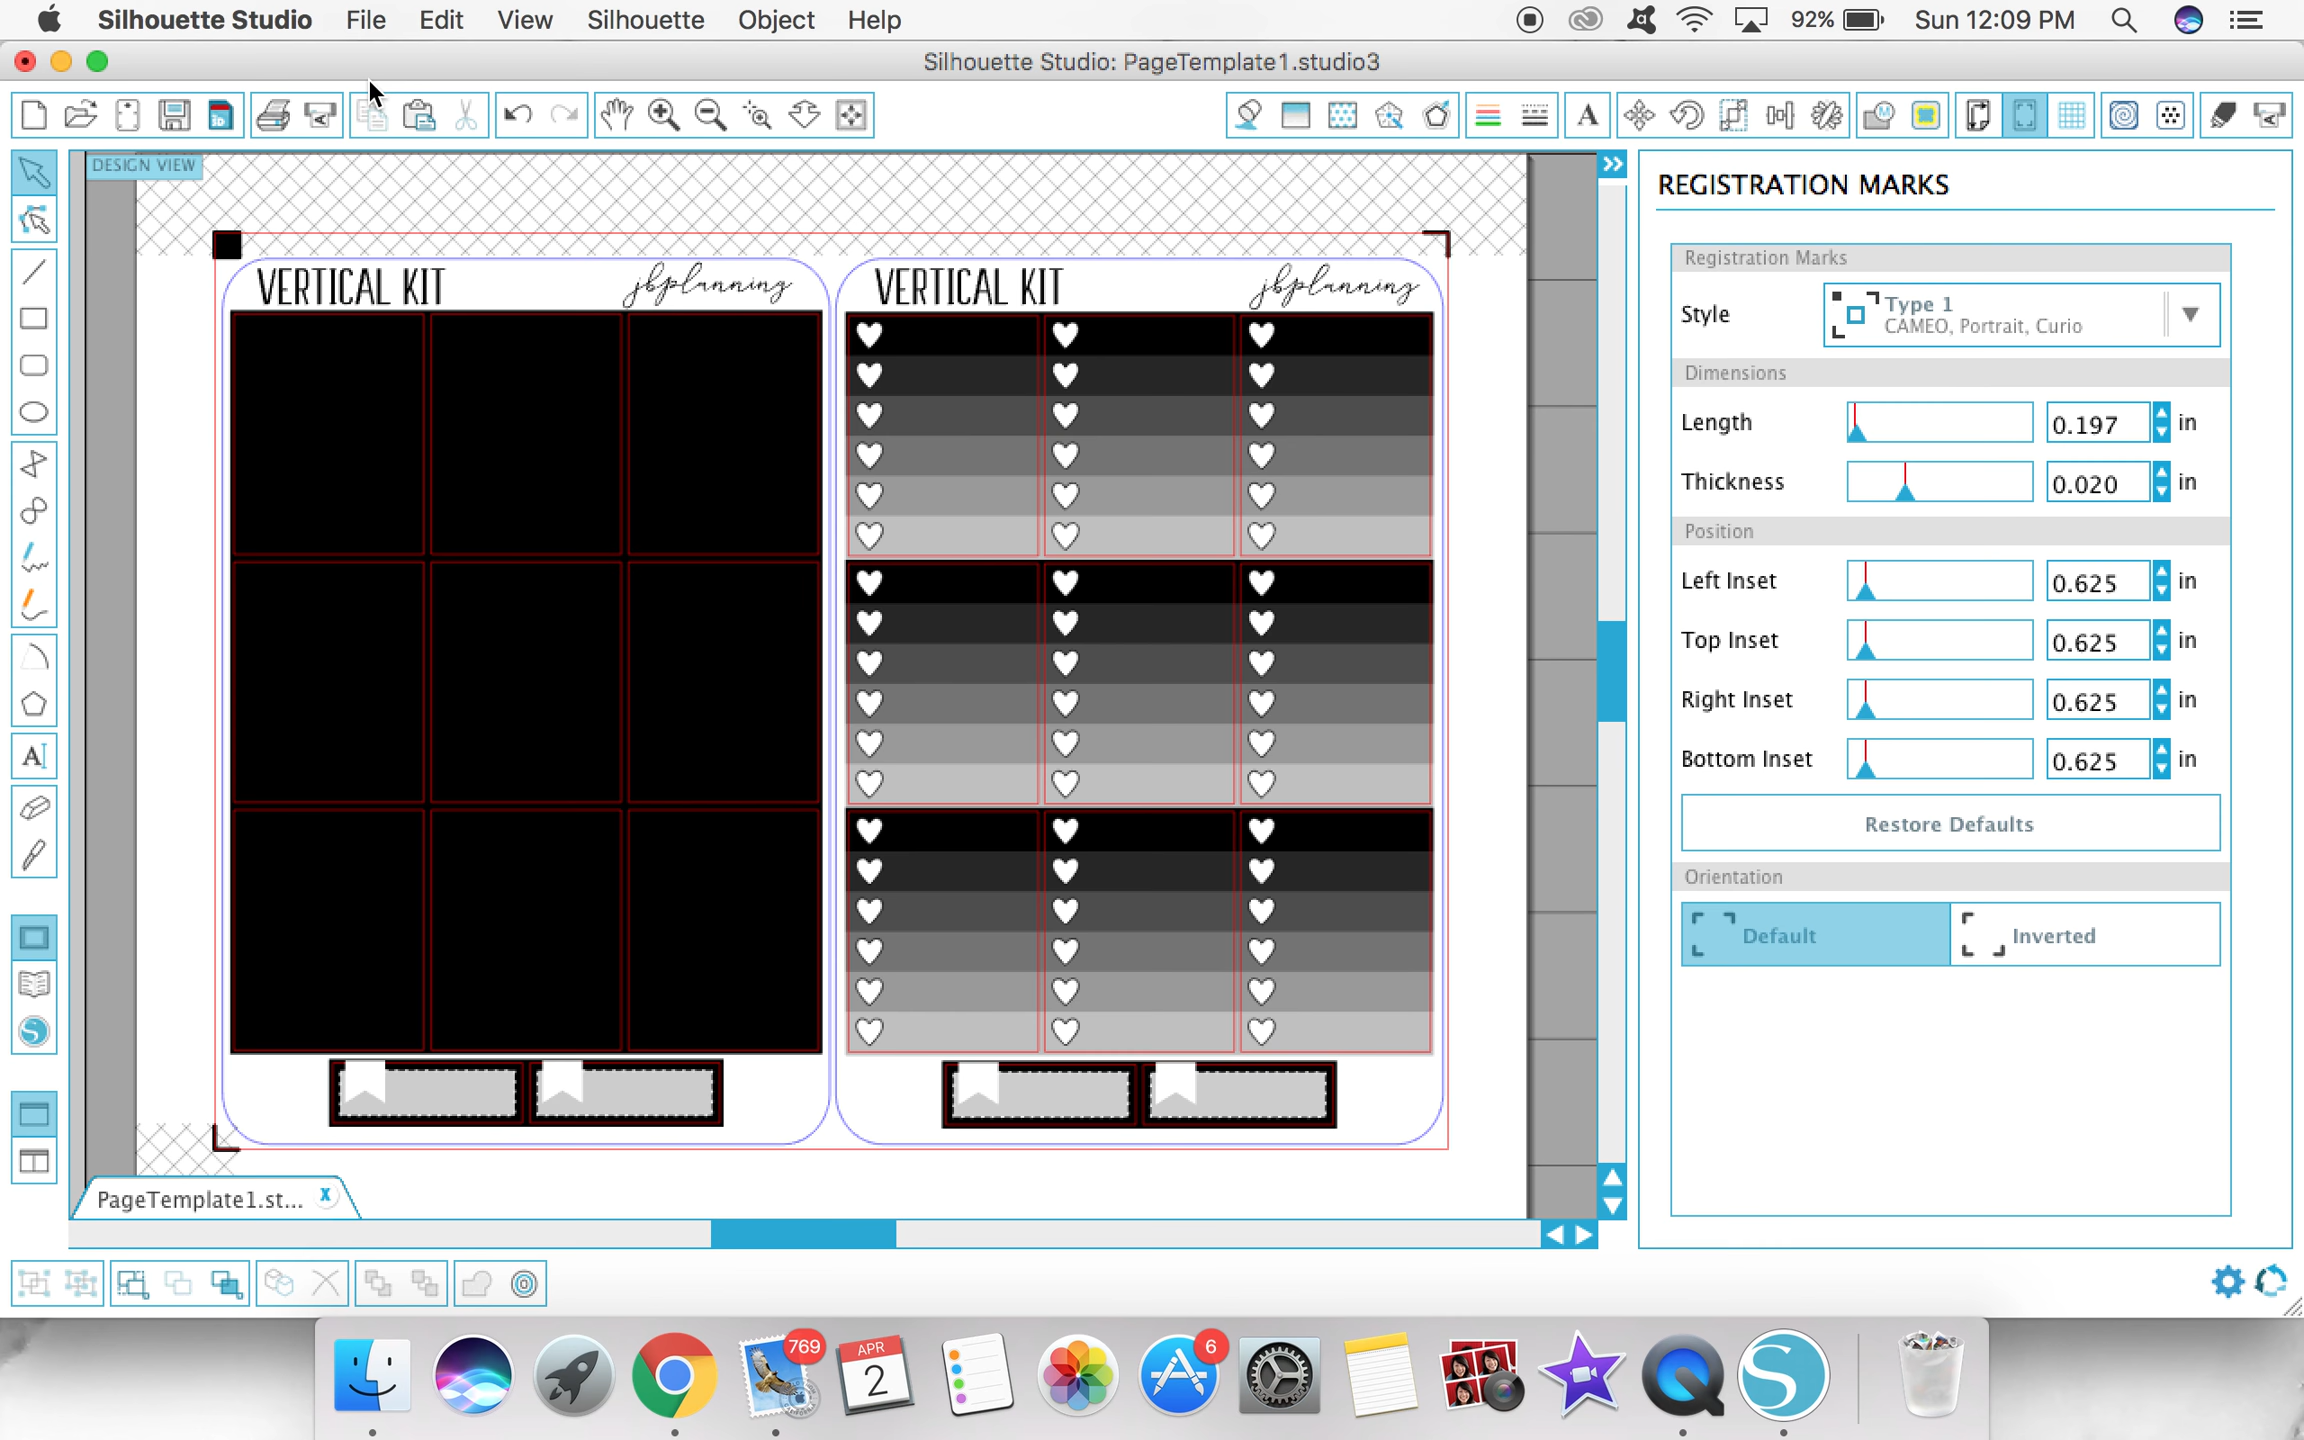 Silhouette Studio File Edit View Silhouette Object Help 92% Sun 12:09 PM
Silhouette Studio: PageTemplate1.studio3
3D
M
A
DESIGN VIEW
VERTICAL KIT jbplanning
VERTICAL KIT jbplanning
A
PageTemplate1.st... X
REGISTRATION MARKS
Registration Marks
Style
Type 1
CAMEO, Portrait, Curio
Dimensions
Length 0.197 in
Thickness 0.020 in
Position
Left Inset 0.625 in
Top Inset 0.625 in
Right Inset 0.625 in
Bottom Inset 0.625 in
Restore Defaults
Orientation
Default Inverted
769
APR
2
6